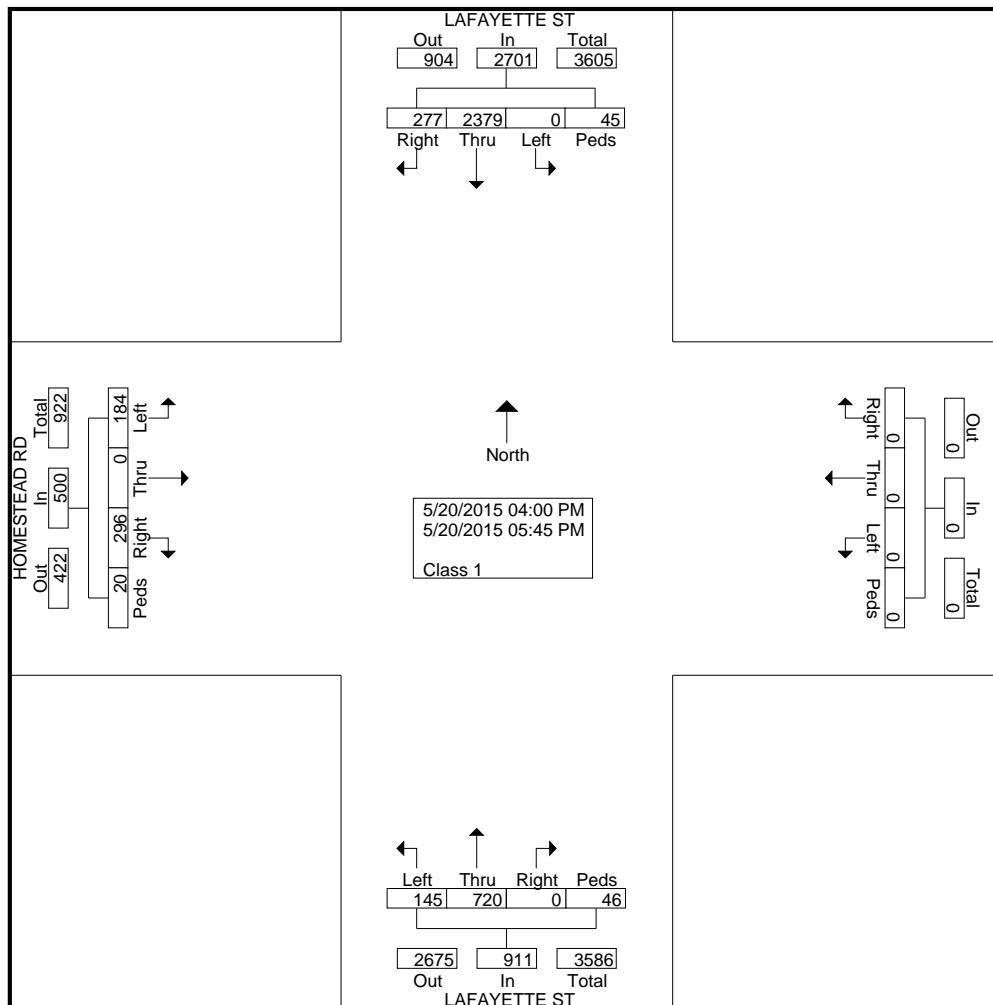 LAFAYETTE ST
Out In Total
904 2701 3605
277 2379 0 45
Right Thru Left Peds
HOMESTEAD RD
Total In Out
922 500 422
184 0 296 20
Left Thru Right Peds
North
5/20/2015 04:00 PM
5/20/2015 05:45 PM
Class 1
Right Thru Left Peds
0 0 0 0
Out In Total
0 0 0
Left Thru Right Peds
145 720 0 46
2675 911 3586
Out In Total
LAFAYETTE ST